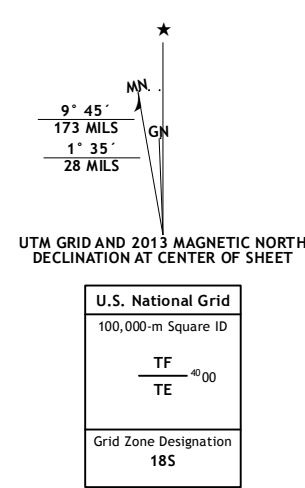 ★
MN
9° 45´
173 MILS
GN
1° 35´
28 MILS
UTM GRID AND 2013 MAGNETIC NORTH
DECLINATION AT CENTER OF SHEET
U.S. National Grid
100,000-m Square ID
TF
⁴⁰00
TE
Grid Zone Designation
18S